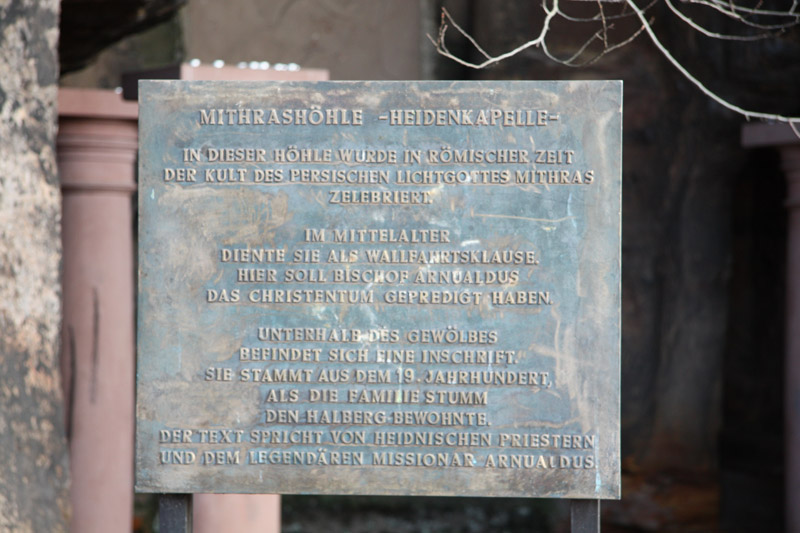 MITHRASHÖHLE -HEIDENKAPELLE-
IN DIESER HÖHLE WURDE IN RÖMISCHER ZEIT
DER KULT DES PERSISCHEN LICHTGOTTES MITHRAS
ZELEBRIERT.
IM MITTELALTER
DIENTE SIE ALS WALLFAHRTSKLAUSE.
HIER SOLL BISCHOF ARNUALDUS
DAS CHRISTENTUM GEPREDIGT HABEN.
UNTERHALB DES GEWÖLBES
BEFINDET SICH EINE INSCHRIFT.
SIE STAMMT AUS DEM 19. JAHRHUNDERT,
ALS DIE FAMILIE STUMM
DEN HALBERG BEWOHNTE.
DER TEXT SPRICHT VON HEIDNISCHEN PRIESTERN
UND DEM LEGENDÄREN MISSIONAR ARNUALDUS.